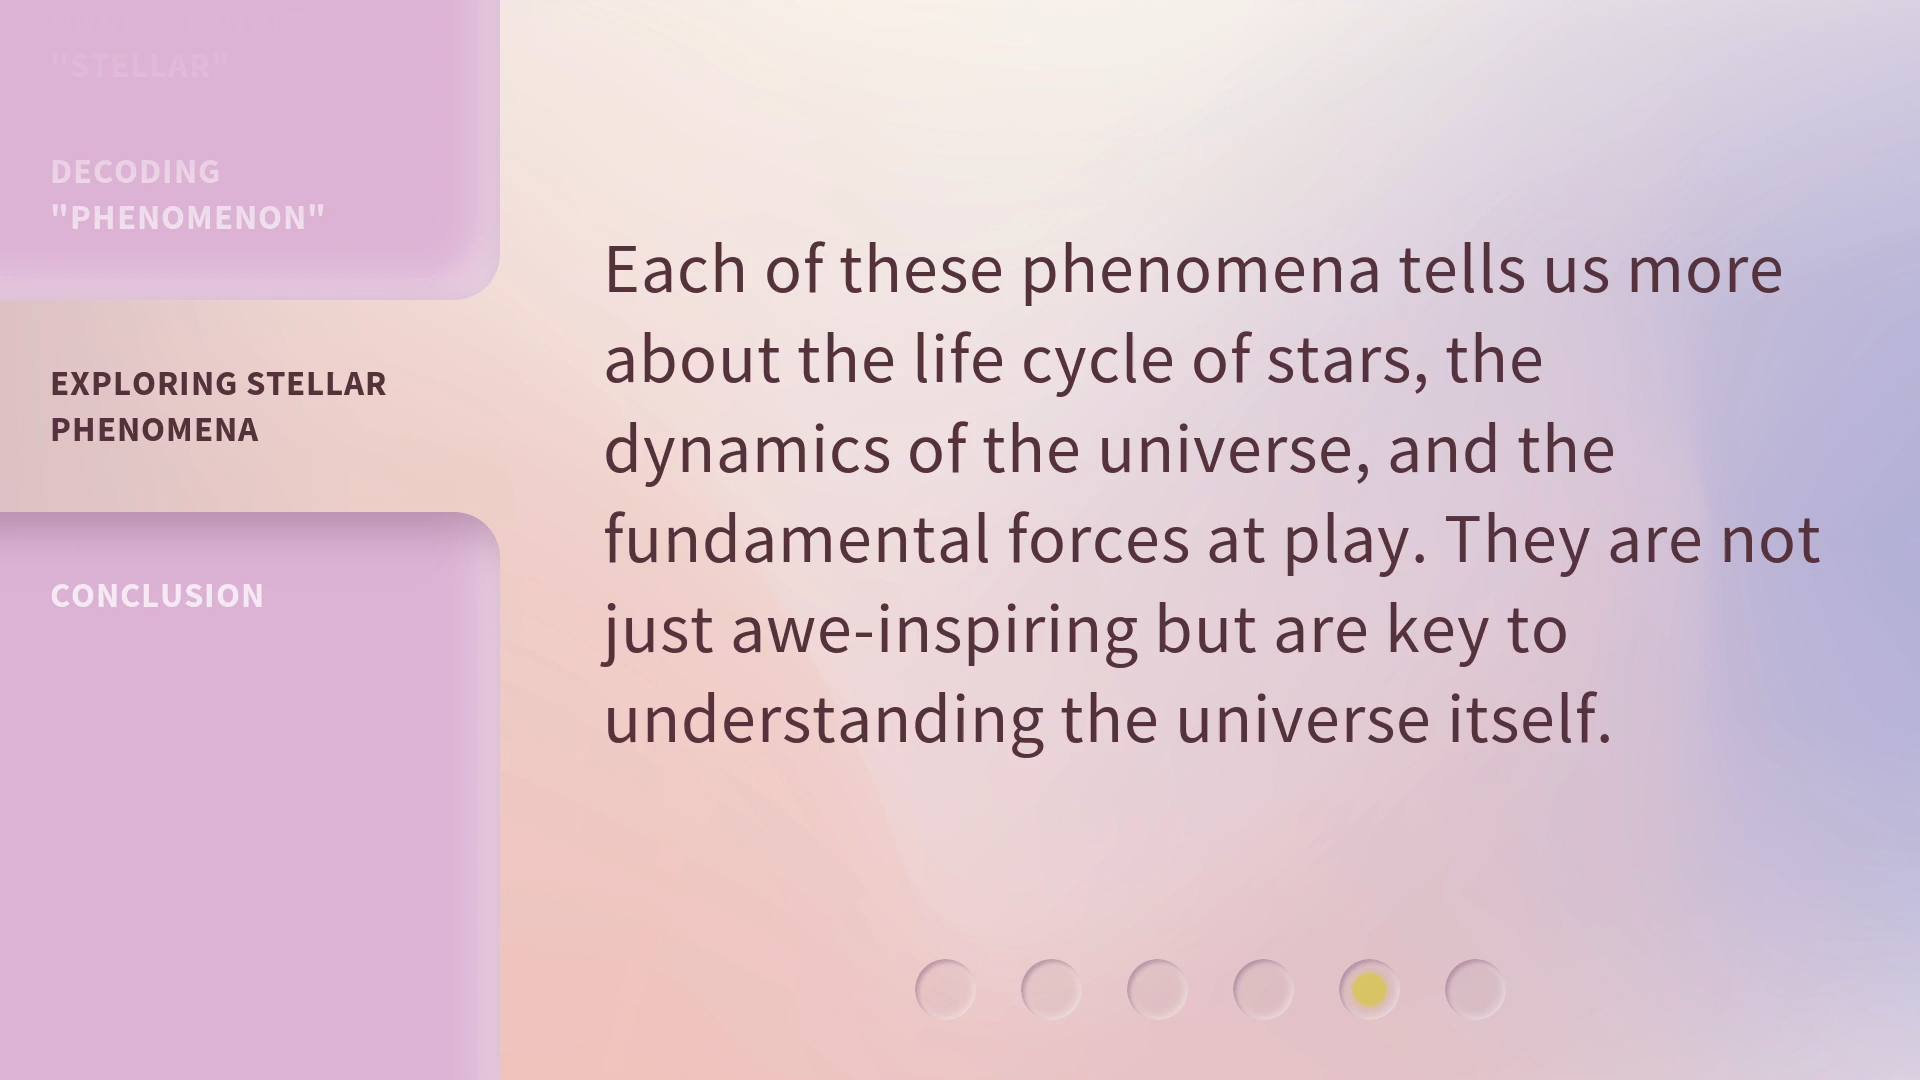 "STELLAR"
DECODING
"PHENOMENON"
EXPLORING STELLAR
PHENOMENA
CONCLUSION
Each of these phenomena tells us more
about the life cycle of stars, the
dynamics of the universe, and the
fundamental forces at play. They are not
just awe-inspiring but are key to
understanding the universe itself.